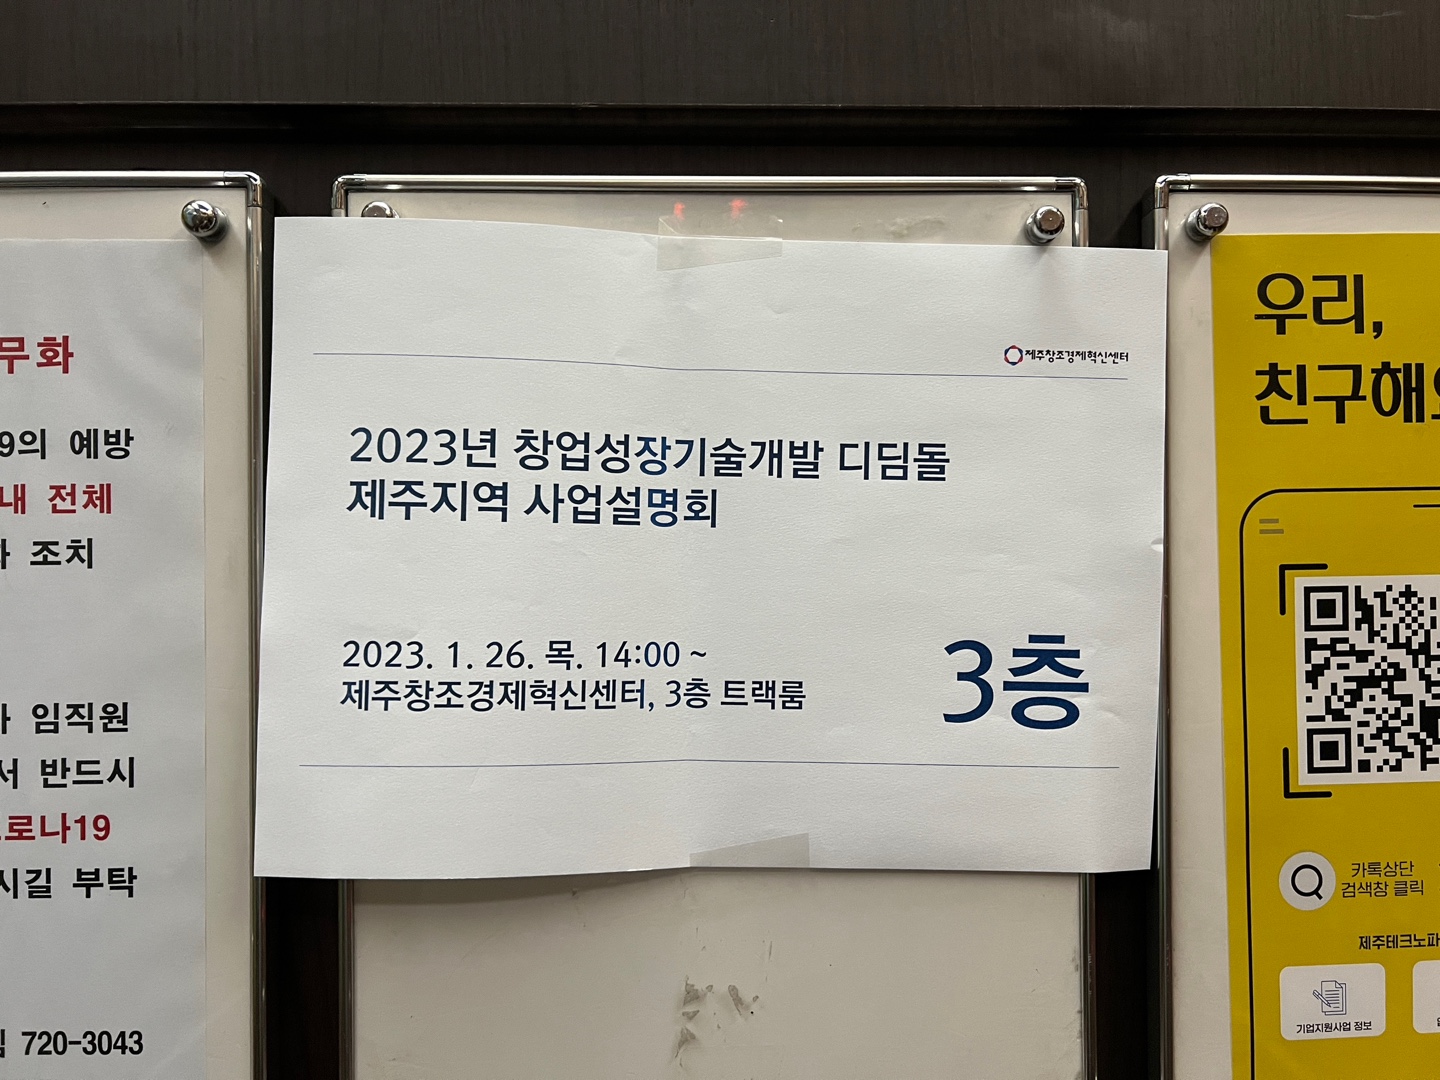 무화
9의 예방
내 전체
조치
임직원
서 반드시
로나19
시길 부탁
720-3043
제주창조경제혁신센터
2023년 창업성장기술개발 디딤돌
제주지역 사업설명회
2023. 1. 26. 목. 14:00 ~
제주창조경제혁신센터, 3층 트랙룸
3층
우리,
친구해
카톡상단
검색창 클릭
제주테크노파
기업지원사업 정보